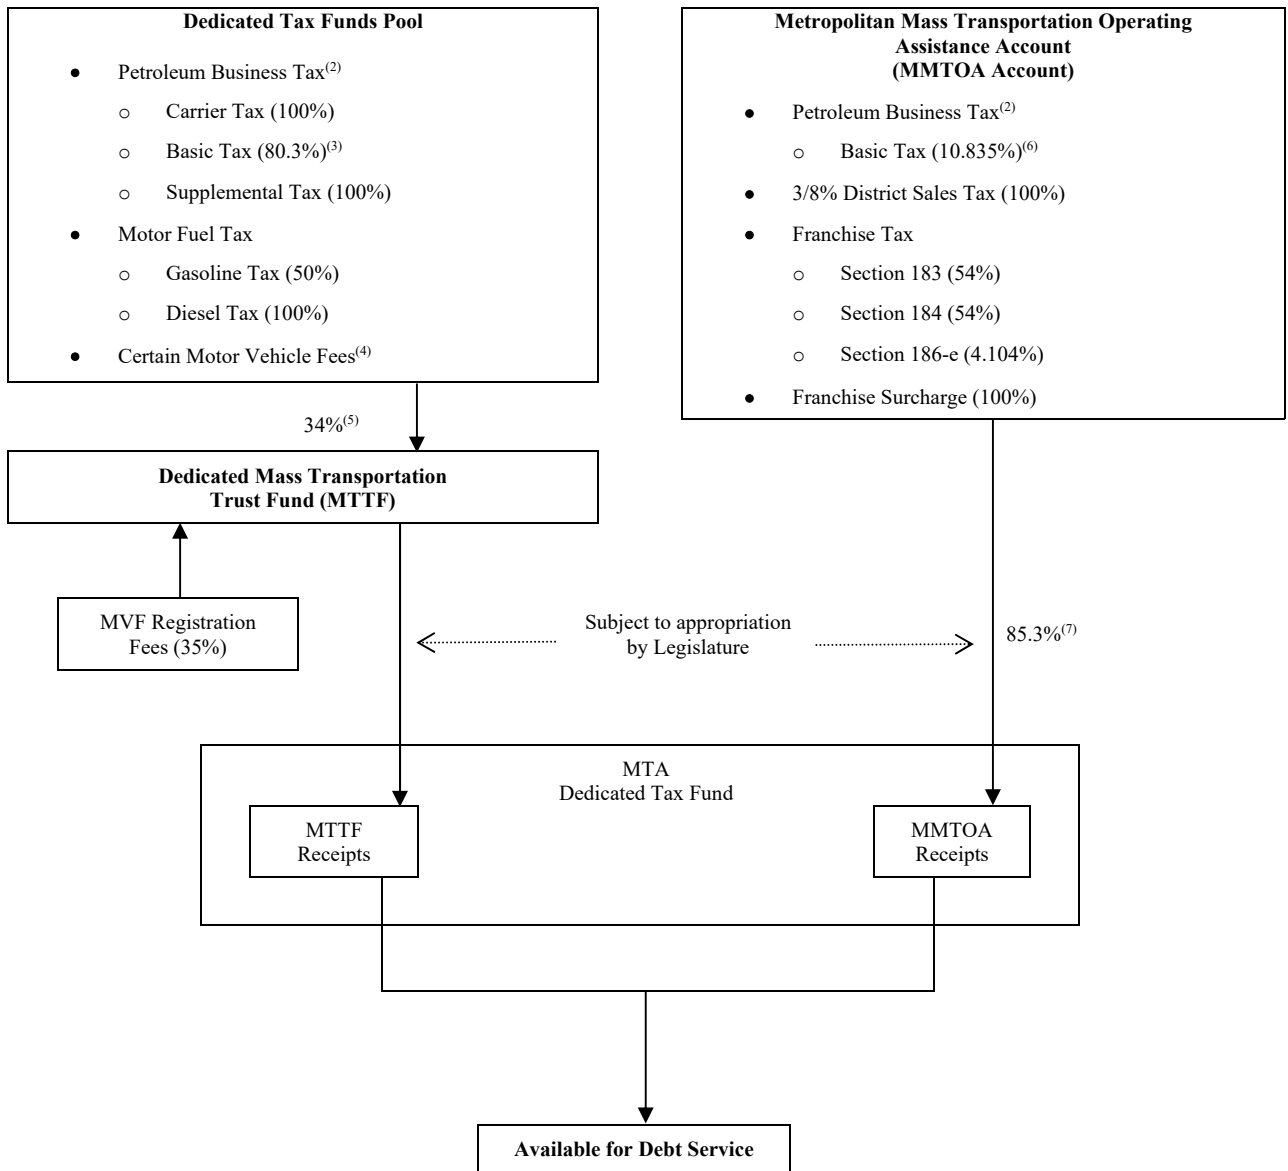 Dedicated Tax Funds Pool
● Petroleum Business Tax(2)
o Carrier Tax (100%)
o Basic Tax (80.3%)(3)
o Supplemental Tax (100%)
● Motor Fuel Tax
o Gasoline Tax (50%)
o Diesel Tax (100%)
● Certain Motor Vehicle Fees(4)
Metropolitan Mass Transportation Operating
Assistance Account
(MMTOA Account)
● Petroleum Business Tax(2)
o Basic Tax (10.835%)(6)
● 3/8% District Sales Tax (100%)
● Franchise Tax
o Section 183 (54%)
o Section 184 (54%)
o Section 186-e (4.104%)
● Franchise Surcharge (100%)
34%(5)
Dedicated Mass Transportation
Trust Fund (MTTF)
MVF Registration
Fees (35%)
Subject to appropriation
by Legislature
85.3%(7)
MTA
Dedicated Tax Fund
MTTF
Receipts
MMTOA
Receipts
Available for Debt Service